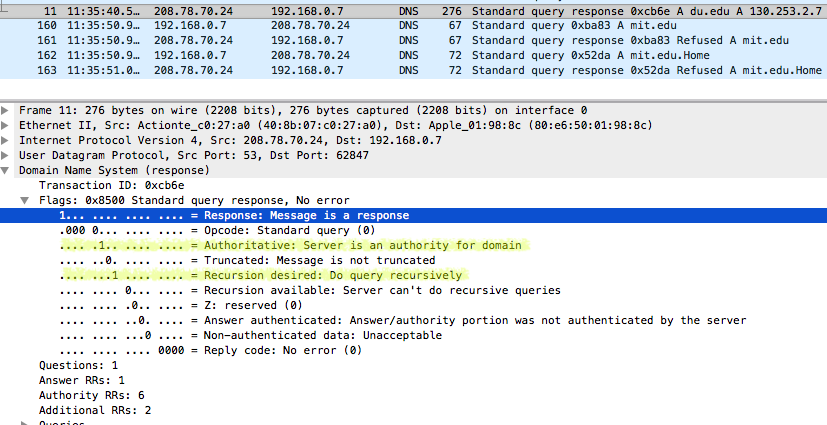 11 11:35:40.5… 208.78.70.24 192.168.0.7 DNS 276 Standard query response 0xcb6e A du.edu A 130.253.2.7
160 11:35:50.9… 192.168.0.7 208.78.70.24 DNS 67 Standard query 0xba83 A mit.edu
161 11:35:50.9… 208.78.70.24 192.168.0.7 DNS 67 Standard query response 0xba83 Refused A mit.edu
162 11:35:50.9… 192.168.0.7 208.78.70.24 DNS 72 Standard query 0x52da A mit.edu.Home
163 11:35:51.0… 208.78.70.24 192.168.0.7 DNS 72 Standard query response 0x52da Refused A mit.edu.Home
Frame 11: 276 bytes on wire (2208 bits), 276 bytes captured (2208 bits) on interface 0
Ethernet II, Src: Actionte_c0:27:a0 (40:8b:07:c0:27:a0), Dst: Apple_01:98:8c (80:e6:50:01:98:8c)
Internet Protocol Version 4, Src: 208.78.70.24, Dst: 192.168.0.7
User Datagram Protocol, Src Port: 53, Dst Port: 62847
Domain Name System (response)
Transaction ID: 0xcb6e
Flags: 0x8500 Standard query response, No error
1... .... .... .... = Response: Message is a response
.000 0... .... .... = Opcode: Standard query (0)
.... .1.. .... .... = Authoritative: Server is an authority for domain
.... ..0. .... .... = Truncated: Message is not truncated
.... ...1 .... .... = Recursion desired: Do query recursively
.... .... 0... .... = Recursion available: Server can't do recursive queries
.... .... .0.. .... = Z: reserved (0)
.... .... ..0. .... = Answer authenticated: Answer/authority portion was not authenticated by the server
.... .... ...0 .... = Non-authenticated data: Unacceptable
.... .... .... 0000 = Reply code: No error (0)
Questions: 1
Answer RRs: 1
Authority RRs: 6
Additional RRs: 2
Queries